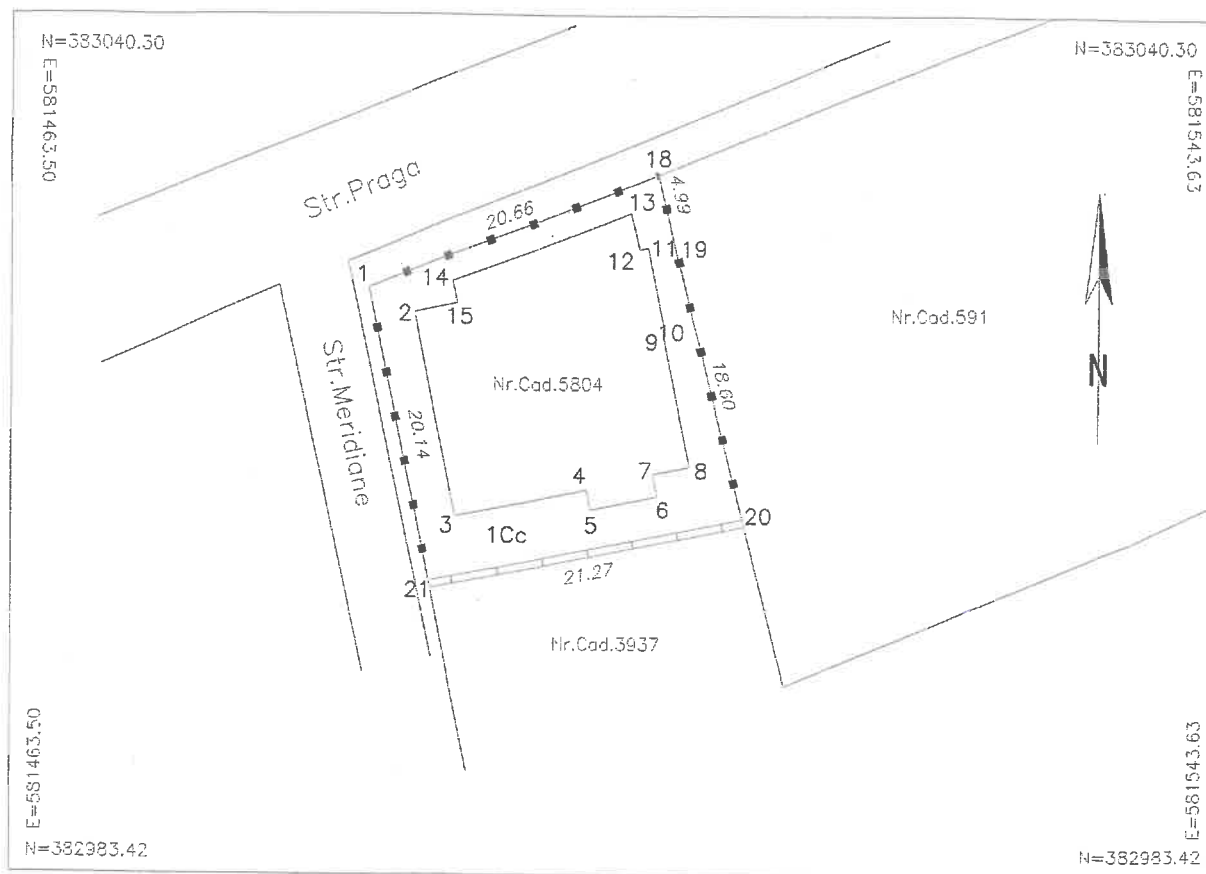 N=383040.30
N=383040.30
E=581463.50
E=581543.63
Str.Praga
18
4.99
13
20.66
1
14
12
11
19
2
15
10
9
Nr.Cad.591
Str.Meridiane
Nr.Cad.5804
18.60
N
20.14
4
7
8
3
5
6
20
1Cc
21
21.27
Nr.Cad.3937
E=581463.50
E=581543.63
N=382983.42
N=382983.42